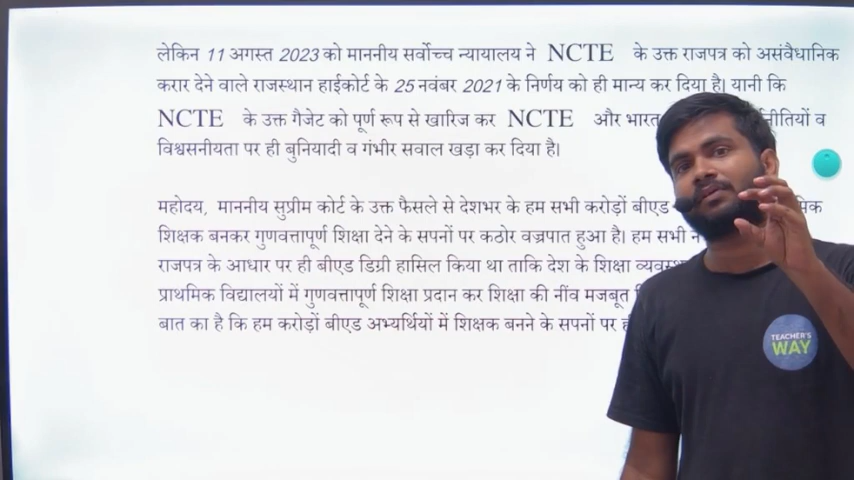 लेकिन 11 अगस्त 2023 को माननीय सर्वोच्च न्यायालय ने NCTE के उक्त राजपत्र को असंवैधानिक
करार देने वाले राजस्थान हाईकोर्ट के 25 नवंबर 2021 के निर्णय को ही मान्य कर दिया है। यानी कि
NCTE के उक्त गैजेट को पूर्ण रूप से खारिज कर NCTE और भारत नीतियों व
विश्वसनीयता पर ही बुनियादी व गंभीर सवाल खड़ा कर दिया है।
महोदय, माननीय सुप्रीम कोर्ट के उक्त फैसले से देशभर के हम सभी करोड़ों बीएड
शिक्षक बनकर गुणवत्तापूर्ण शिक्षा देने के सपनों पर कठोर वज्रपात हुआ है। हम सभी
राजपत्र के आधार पर ही बीएड डिग्री हासिल किया था ताकि देश के शिक्षा
प्राथमिक विद्यालयों में गुणवत्तापूर्ण शिक्षा प्रदान कर शिक्षा की नींव मजबूत
बात का है कि हम करोड़ों बीएड अभ्यर्थियों में शिक्षक बनने के सपनों पर
TEACHER'S
WAY